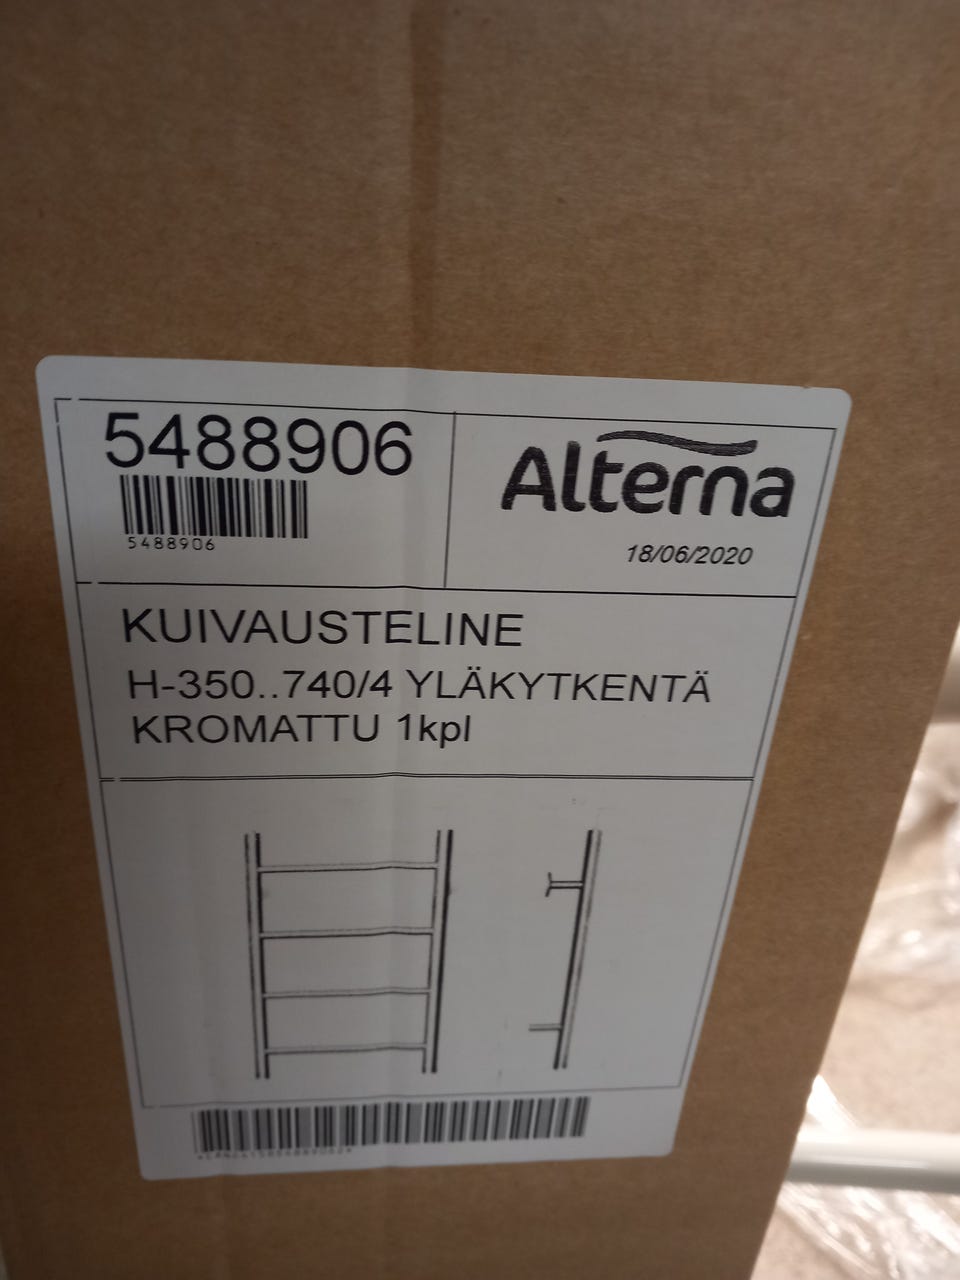 5488906
5488906
Alterna
18/06/2020
KUIVAUSTELINE
H-350..740/4 YLÄKYTKENTÄ
KROMATTU 1kpl